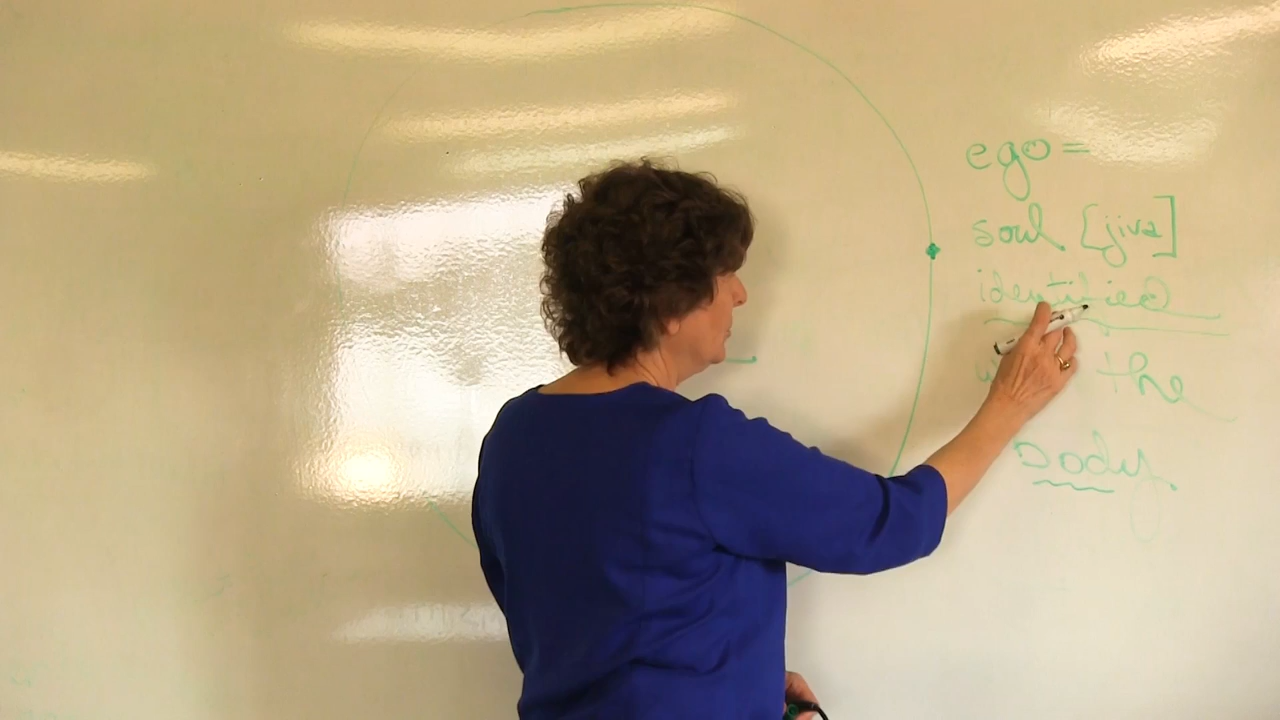 ego =
soul [jiva]
identified
the
body